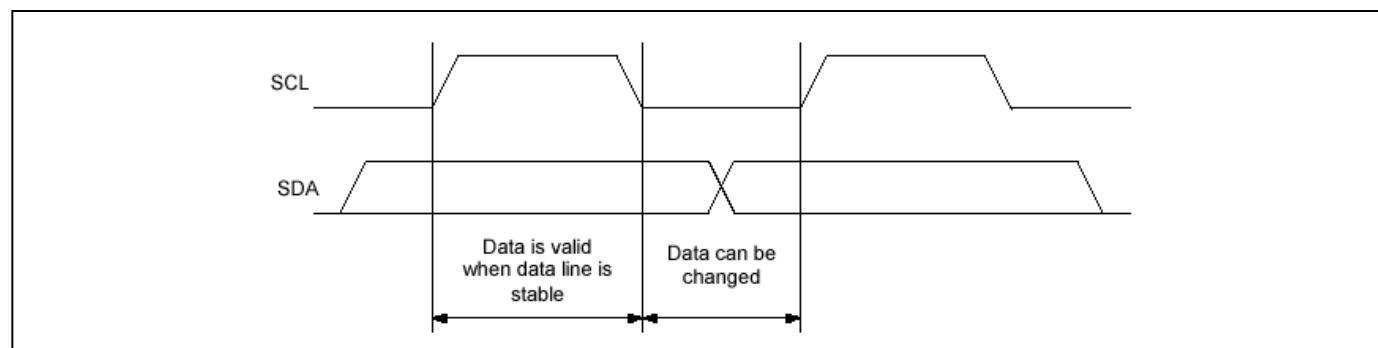 SCL
SDA
Data is valid
when data line is
stable
Data can be
changed